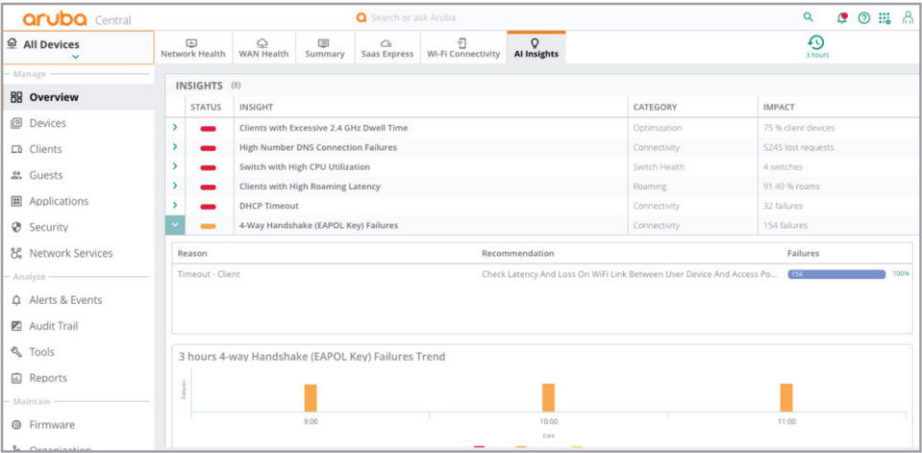 aruba Central
Search or ask Aruba
All Devices
Network Health
WAN Health
Summary
Saas Express
Wi-Fi Connectivity
AI Insights
3 hours
Manage
Overview
Devices
Clients
Guests
Applications
Security
Network Services
Analyze
Alerts & Events
Audit Trail
Tools
Reports
Maintain
Firmware
Organization
INSIGHTS (8)
STATUS INSIGHT CATEGORY IMPACT
Clients with Excessive 2.4 GHz Dwell Time Optimization 75 % client devices
High Number DNS Connection Failures Connectivity 5245 lost requests
Switch with High CPU Utilization Switch Health 4 switches
Clients with High Roaming Latency Roaming 91.49 % roams
DHCP Timeout Connectivity 32 failures
4-Way Handshake (EAPOL Key) Failures Connectivity 154 failures
Reason Recommendation Failures
Timeout - Client Check Latency And Loss On WiFi Link Between User Device And Access Po... 154 100%
3 hours 4-way Handshake (EAPOL Key) Failures Trend
Failures
9:00 10:00 11:00
Date